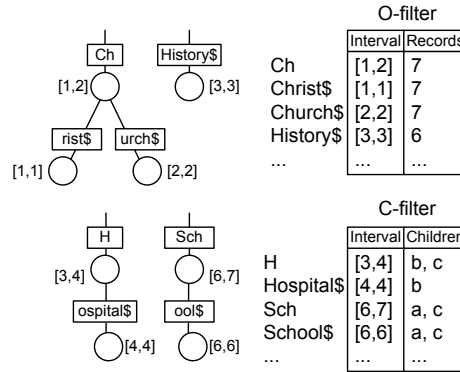 O-filter
Interval Records
Ch [1,2] 7
Christ$ [1,1] 7
Church$ [2,2] 7
History$ [3,3] 6
... ... ...
Ch History$
[1,2] [3,3]
rist$ urch$
[1,1] [2,2]
C-filter
Interval Children
H [3,4] b, c
Hospital$ [4,4] b
Sch [6,7] a, c
School$ [6,6] a, c
... ... ...
H Sch
[3,4] [6,7]
ospital$ ool$
[4,4] [6,6]